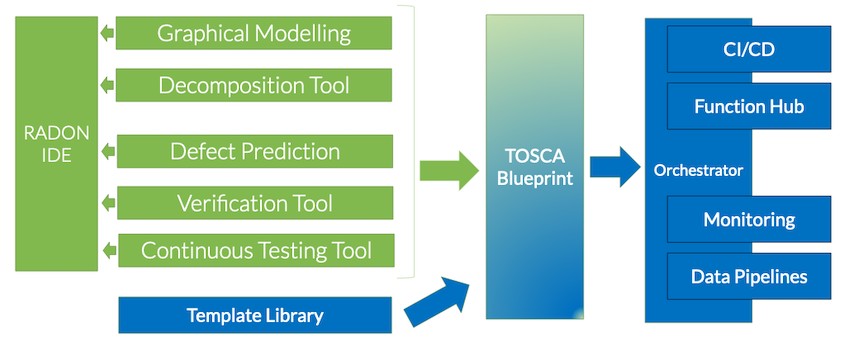 RADON
IDE
Graphical Modelling
Decomposition Tool
Defect Prediction
Verification Tool
Continuous Testing Tool
Template Library
TOSCA
Blueprint
Orchestrator
CI/CD
Function Hub
Monitoring
Data Pipelines